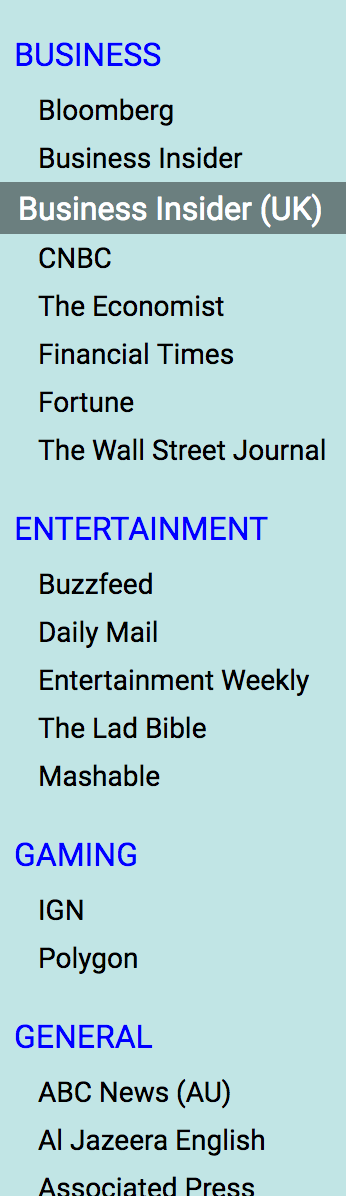 BUSINESS
Bloomberg
Business Insider
Business Insider (UK)
CNBC
The Economist
Financial Times
Fortune
The Wall Street Journal
ENTERTAINMENT
Buzzfeed
Daily Mail
Entertainment Weekly
The Lad Bible
Mashable
GAMING
IGN
Polygon
GENERAL
ABC News (AU)
Al Jazeera English
Associated Press